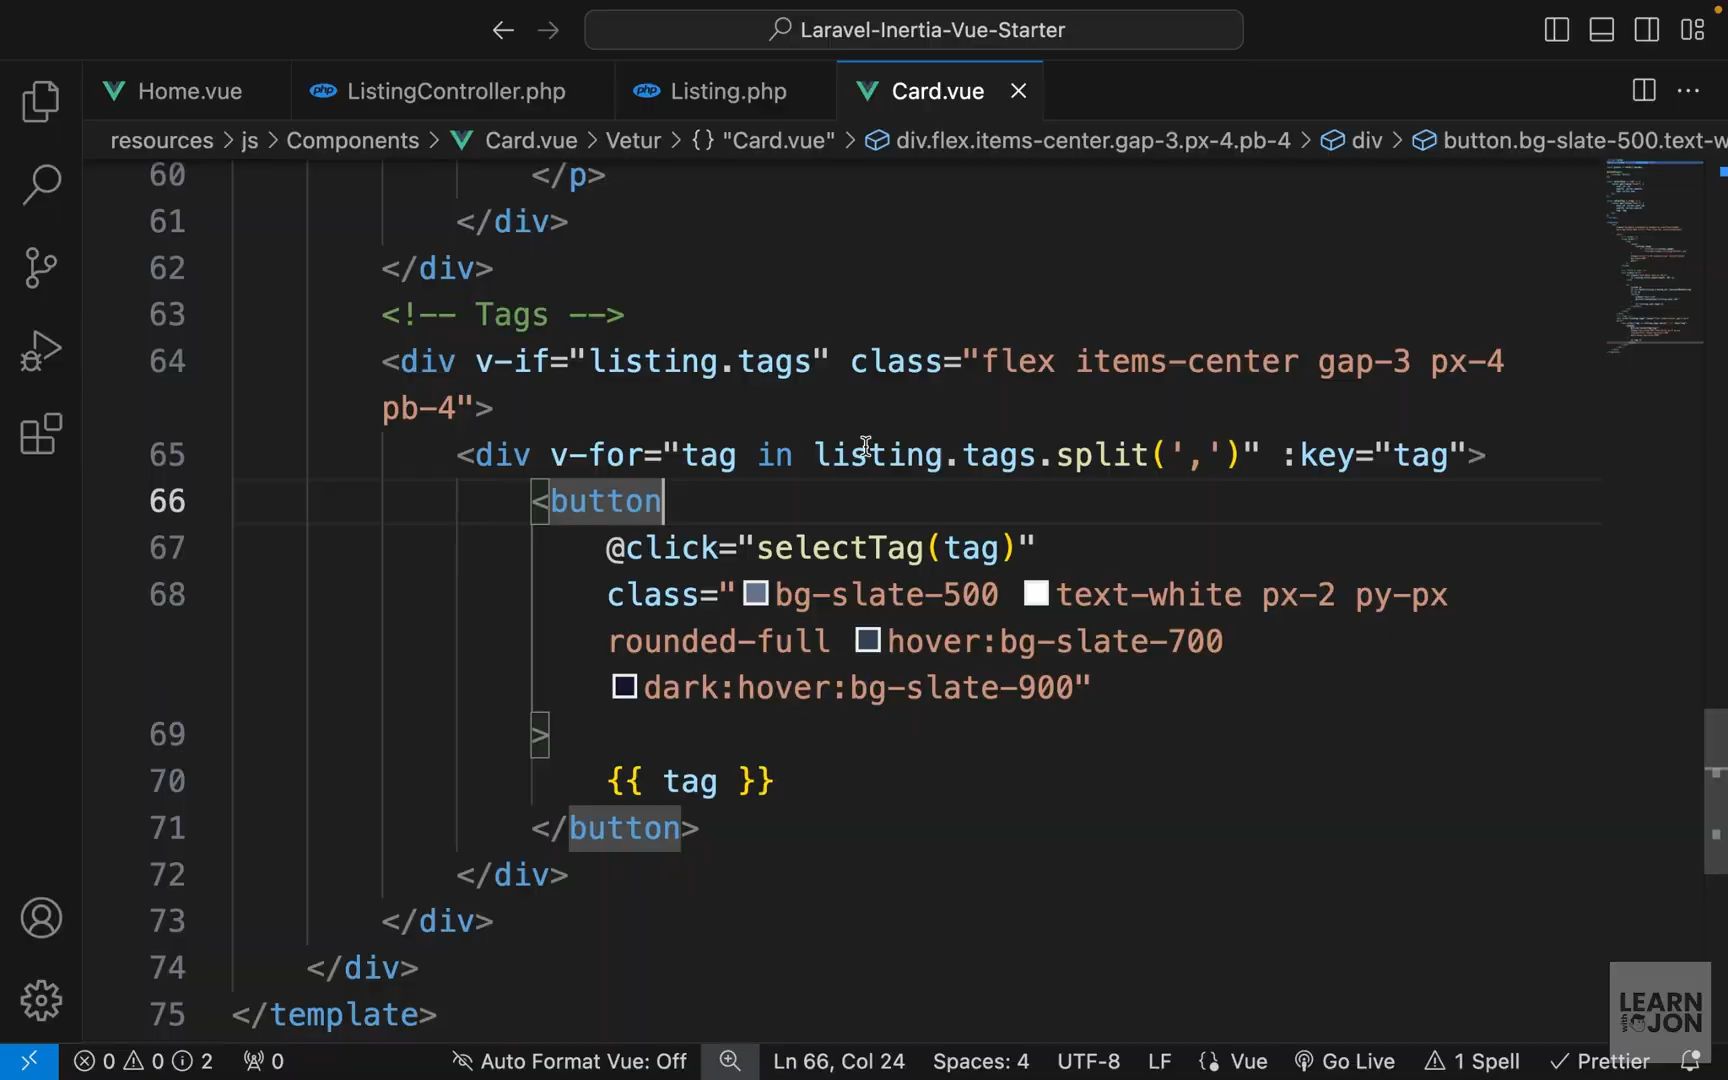 Laravel-Inertia-Vue-Starter
Home.vue
php ListingController.php
php Listing.php
Card.vue
resources > js > Components > Card.vue > Vetur > {} "Card.vue" > div.flex.items-center.gap-3.px-4.pb-4 > div > button.bg-slate-500.text-w
60 </p>
61 </div>
62 </div>
63 <!-- Tags -->
64 <div v-if="listing.tags" class="flex items-center gap-3 px-4
pb-4">
65 <div v-for="tag in listing.tags.split(',')" :key="tag">
66 <button
67 @click="selectTag(tag)"
68 class="bg-slate-500 text-white px-2 py-px
rounded-full hover:bg-slate-700
dark:hover:bg-slate-900"
69 >
70 {{ tag }}
71 </button>
72 </div>
73 </div>
74 </div>
75 </template>
LEARN
with JON
0 0 2 0 Auto Format Vue: Off Ln 66, Col 24 Spaces: 4 UTF-8 LF {} Vue Go Live 1 Spell Prettier